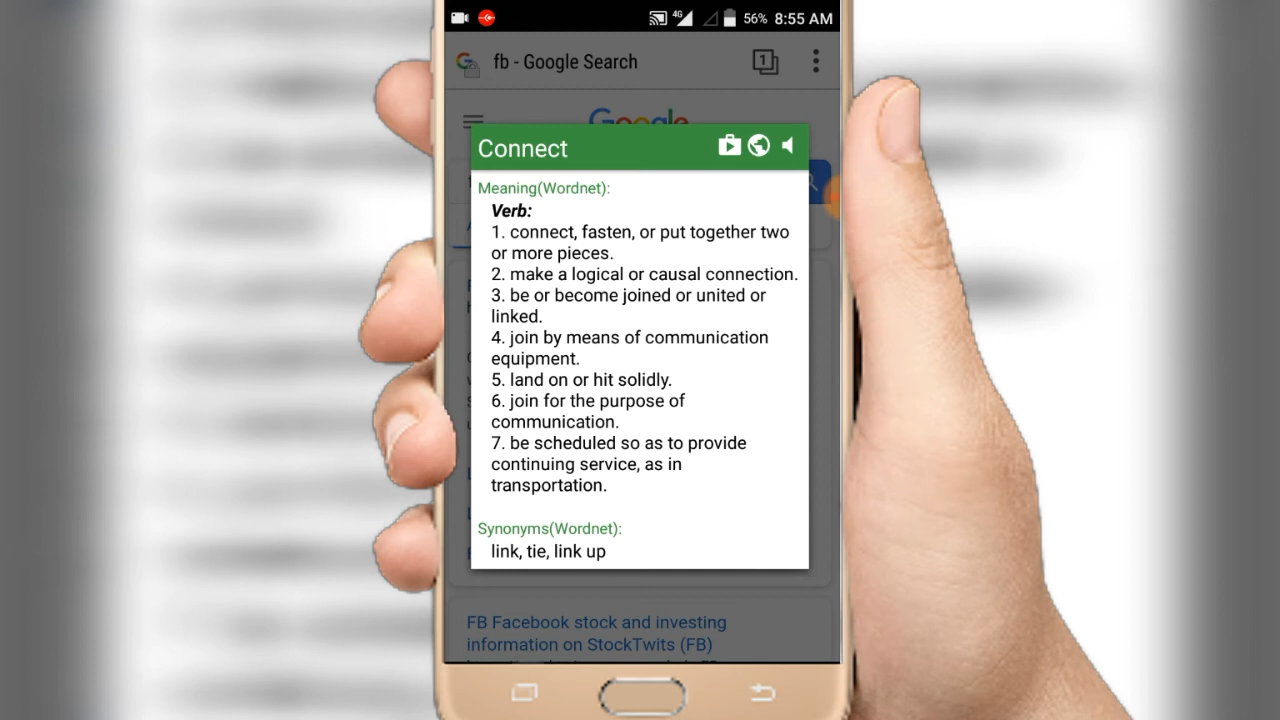 4G 56% 8:55 AM
fb - Google Search 1
Google
Connect
Meaning(Wordnet):
Verb:
1. connect, fasten, or put together two
or more pieces.
2. make a logical or causal connection.
3. be or become joined or united or
linked.
4. join by means of communication
equipment.
5. land on or hit solidly.
6. join for the purpose of
communication.
7. be scheduled so as to provide
continuing service, as in
transportation.
Synonyms(Wordnet):
link, tie, link up
FB Facebook stock and investing
information on StockTwits (FB)